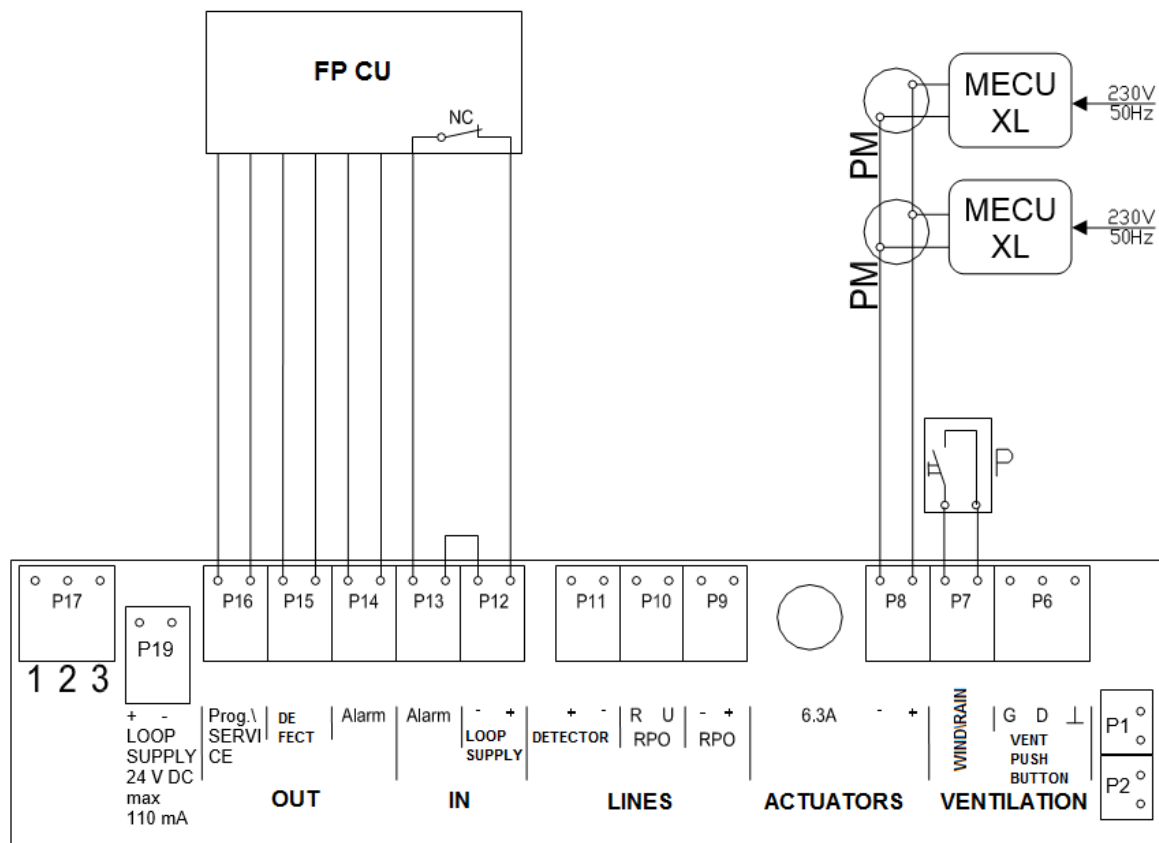 FP CU
NC
MECU
XL
230V
50Hz
PM
MECU
XL
230V
50Hz
PM
P
P17
1 2 3
P19
P16
P15
P14
P13
P12
P11
P10
P9
P8
P7
P6
P1
P2
+ -
LOOP
SUPPLY
24 V DC
max
110 mA
Prog.\
SERVI
CE
DE
FECT
Alarm
OUT
Alarm
- +
LOOP
SUPPLY
IN
+ -
DETECTOR
R U
RPO
- +
RPO
LINES
6.3A
- +
ACTUATORS
WIND\RAIN
G D ⊥
VENT
PUSH
BUTTON
VENTILATION